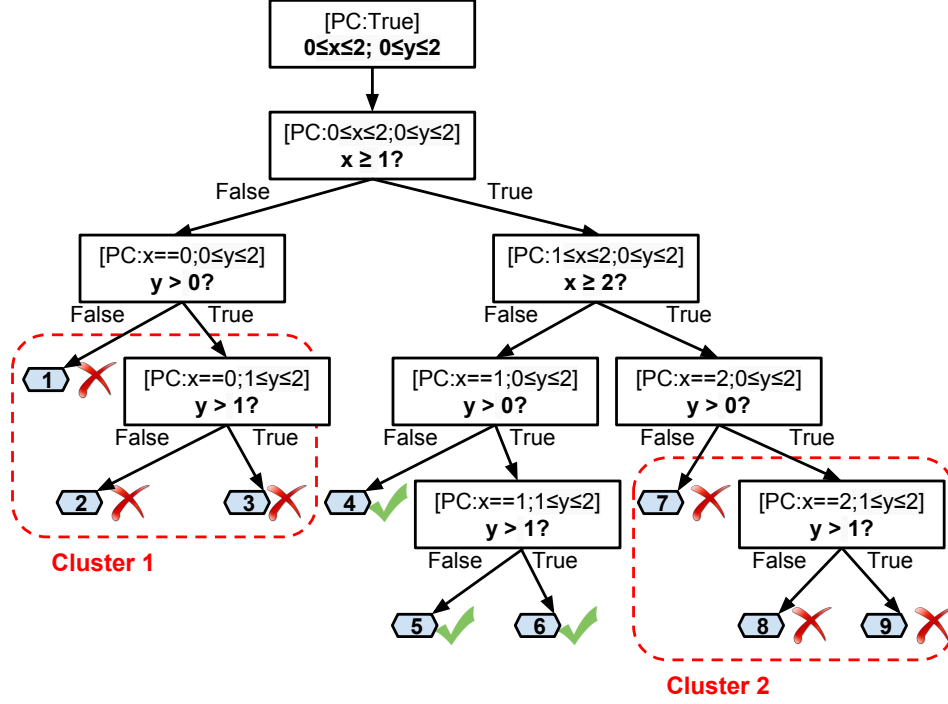 [PC:True]
0≤x≤2; 0≤y≤2
[PC:0≤x≤2;0≤y≤2]
x ≥ 1?
False
True
[PC:x==0;0≤y≤2]
y > 0?
[PC:1≤x≤2;0≤y≤2]
x ≥ 2?
False
True
False
True
1
[PC:x==0;1≤y≤2]
y > 1?
[PC:x==1;0≤y≤2]
y > 0?
[PC:x==2;0≤y≤2]
y > 0?
False
True
False
True
False
True
2
3
4
[PC:x==1;1≤y≤2]
y > 1?
7
[PC:x==2;1≤y≤2]
y > 1?
Cluster 1
False
True
False
True
5
6
8
9
Cluster 2